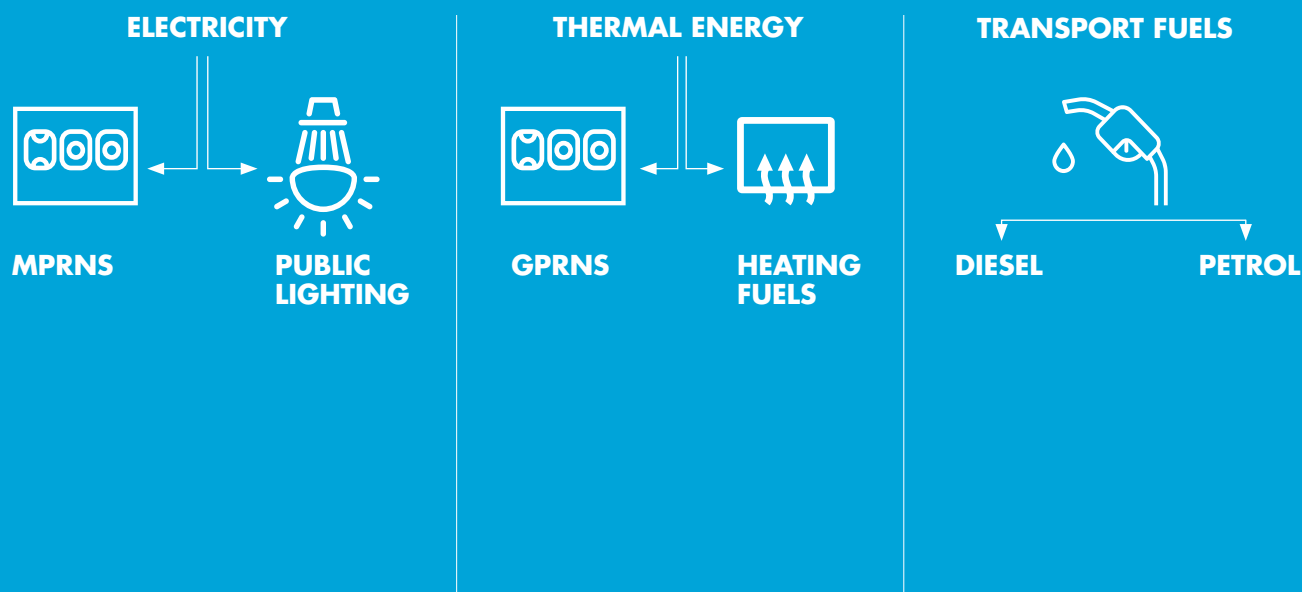 ELECTRICITY
MPRNS
PUBLIC
LIGHTING
THERMAL ENERGY
GPRNS
HEATING
FUELS
TRANSPORT FUELS
DIESEL
PETROL